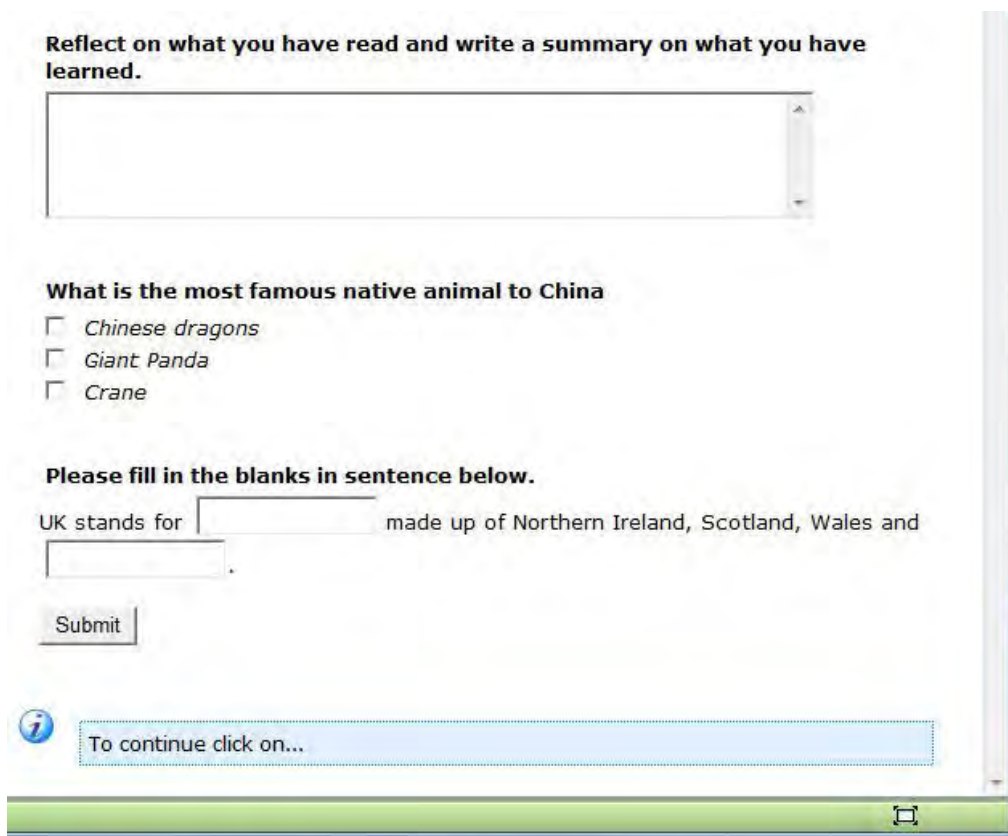 Reflect on what you have read and write a summary on what you have
learned.
What is the most famous native animal to China
Chinese dragons
Giant Panda
Crane
Please fill in the blanks in sentence below.
UK stands for made up of Northern Ireland, Scotland, Wales and
.
Submit
To continue click on...